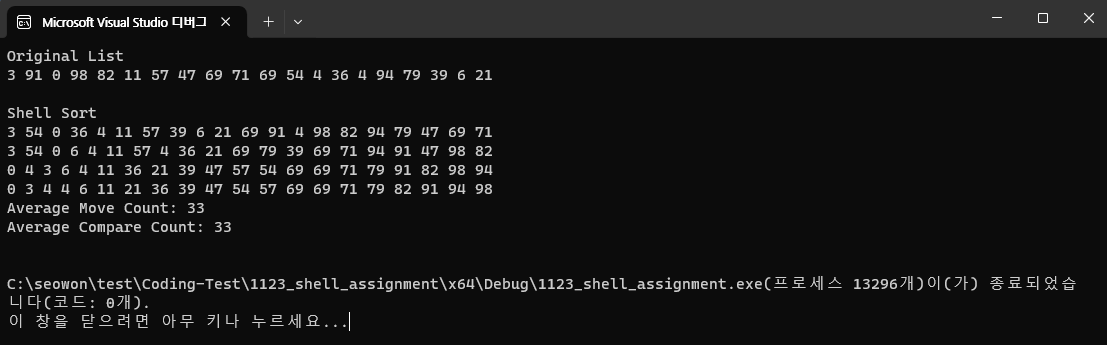 Microsoft Visual Studio 디버그
Original List
3 91 0 98 82 11 57 47 69 71 69 54 4 36 4 94 79 39 6 21
Shell Sort
3 54 0 36 4 11 57 39 6 21 69 91 4 98 82 94 79 47 69 71
3 54 0 6 4 11 57 4 36 21 69 79 39 69 71 94 91 47 98 82
0 4 3 6 4 11 36 21 39 47 57 54 69 69 71 79 91 82 98 94
0 3 4 4 6 11 21 36 39 47 54 57 69 69 71 79 82 91 94 98
Average Move Count: 33
Average Compare Count: 33
C:\seowon\test\Coding-Test\1123_shell_assignment\x64\Debug\1123_shell_assignment.exe(프로세스 13296개)이(가) 종료되었습
니다(코드: 0개).
이 창을 닫으려면 아무 키나 누르세요...